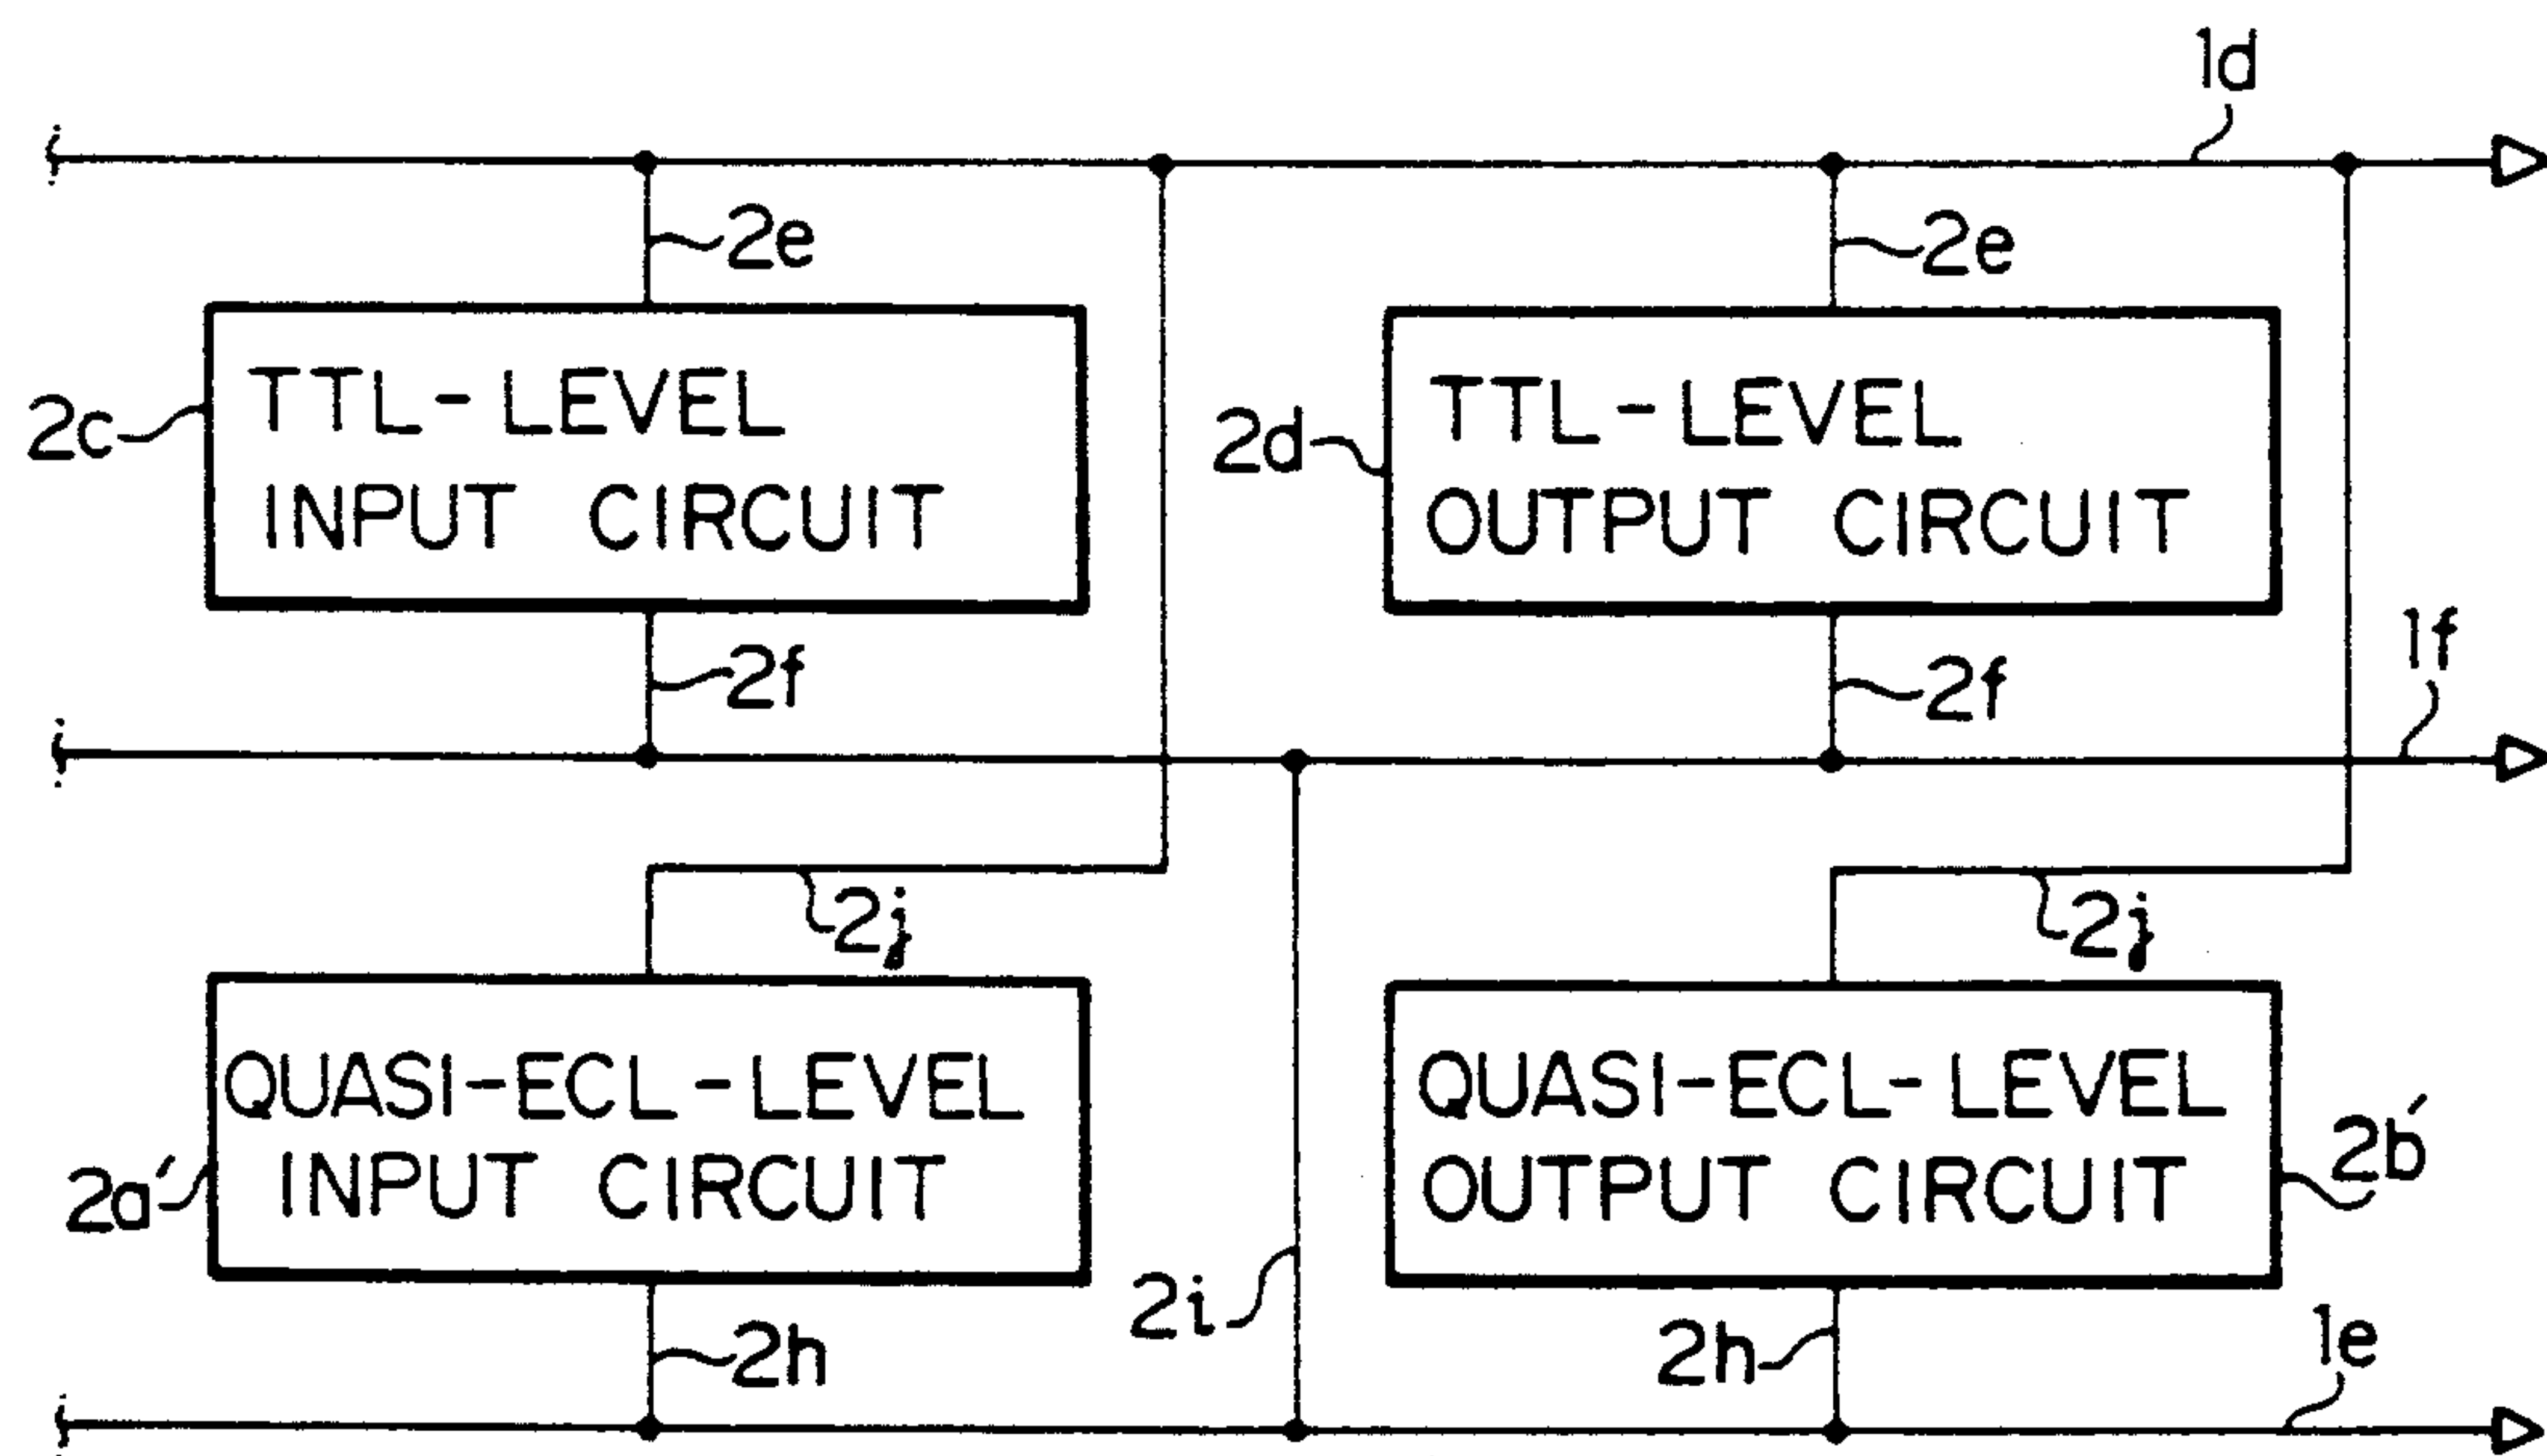 1d
2e
2e
2c
TTL-LEVEL
INPUT CIRCUIT
2d
TTL-LEVEL
OUTPUT CIRCUIT
2f
2f
1f
2j
2j
QUASI-ECL-LEVEL
INPUT CIRCUIT
2a'
QUASI-ECL-LEVEL
OUTPUT CIRCUIT
2b'
2i
2h
2h
1e